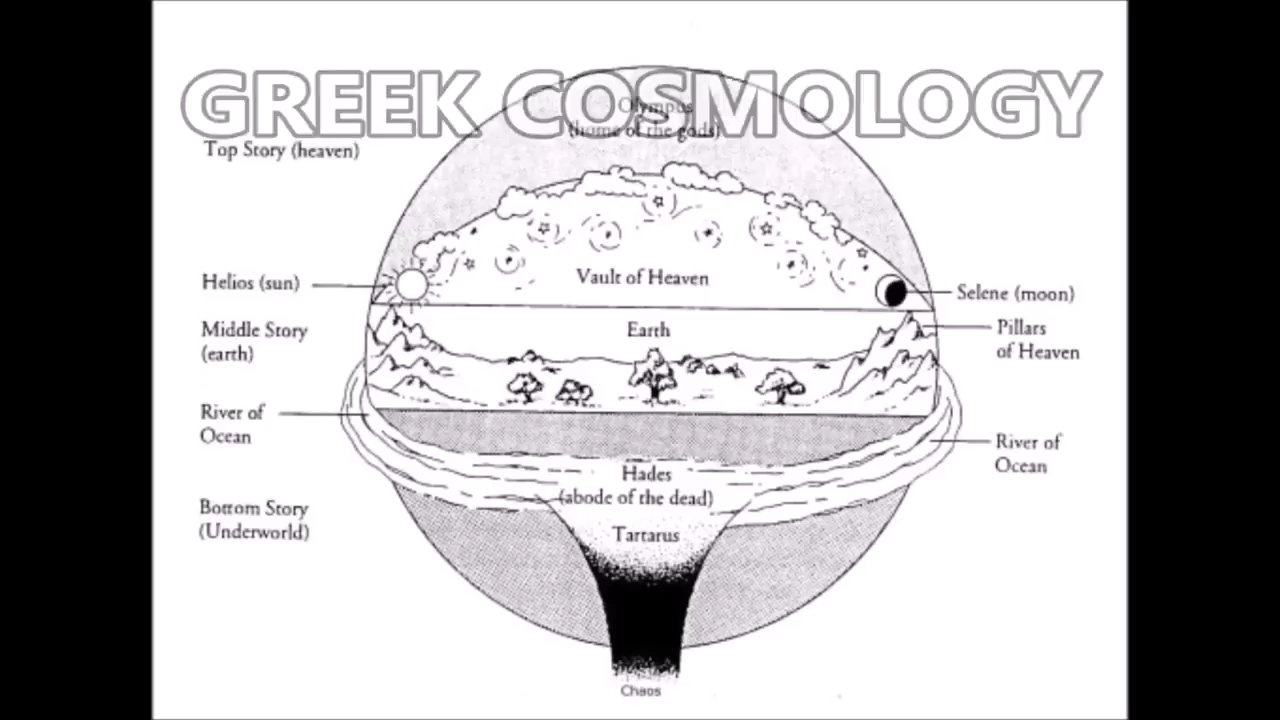 GREEK COSMOLOGY
Olympus
(home of the gods)
Top Story (heaven)
Helios (sun)
Vault of Heaven
Selene (moon)
Middle Story
(earth)
Earth
Pillars
of Heaven
River of
Ocean
River of
Ocean
Hades
(abode of the dead)
Bottom Story
(Underworld)
Tartarus
Chaos